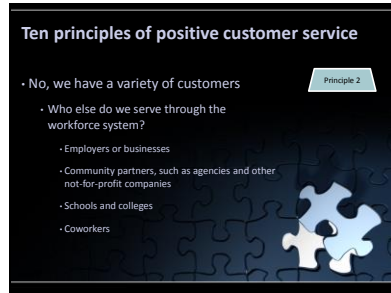 Ten principles of positive customer service
Principle 2
• No, we have a variety of customers
• Who else do we serve through the
workforce system?
• Employers or businesses
• Community partners, such as agencies and other
not-for-profit companies
• Schools and colleges
• Coworkers